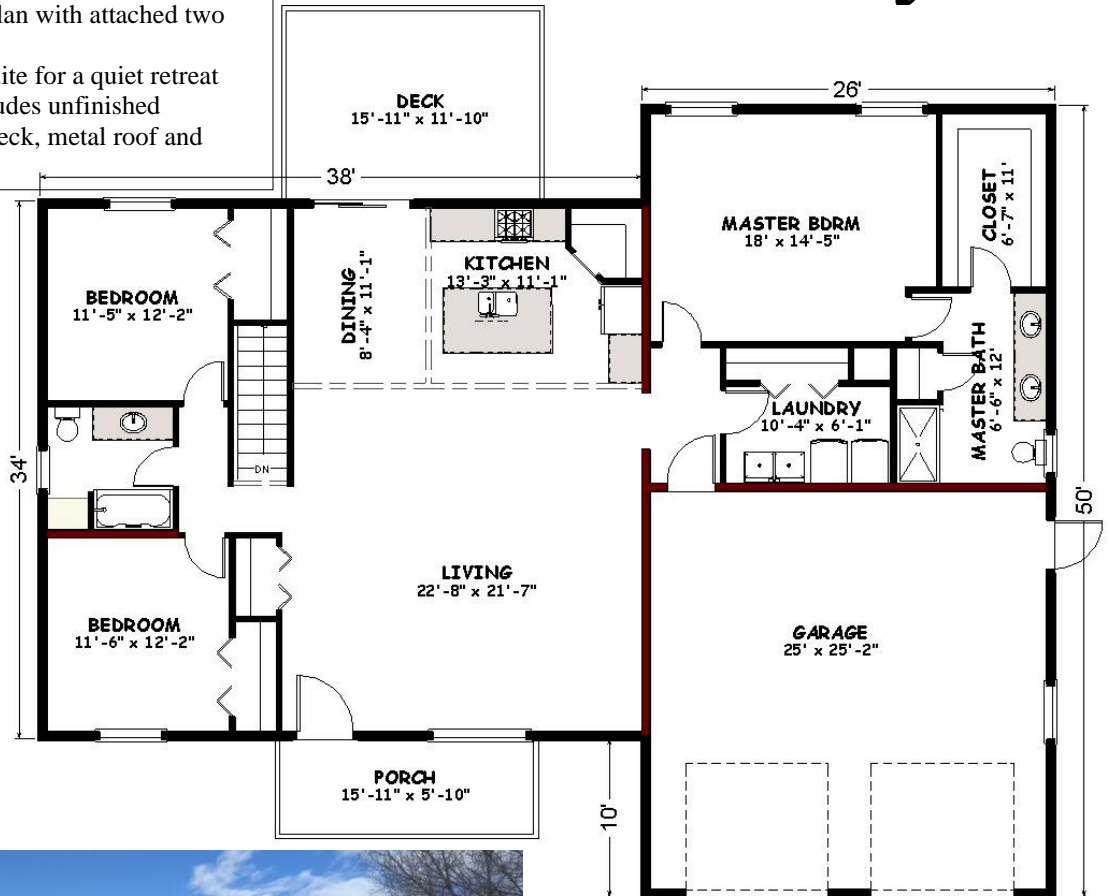 lan with attached two
ite for a quiet retreat
udes unfinished
eck, metal roof and
DECK
15'-11" x 11'-10"
26'
38'
MASTER BDRM
18' x 14'-5"
CLOSET
6'-7" x 11'
BEDROOM
11'-5" x 12'-2"
DINING
8'-4" x 11'-1"
KITCHEN
13'-3" x 11'-1"
MASTER BATH
6'-6" x 12'
LAUNDRY
10'-4" x 6'-1"
34'
DN
50'
LIVING
22'-8" x 21'-7"
BEDROOM
11'-6" x 12'-2"
GARAGE
25' x 25'-2"
PORCH
15'-11" x 5'-10"
10'